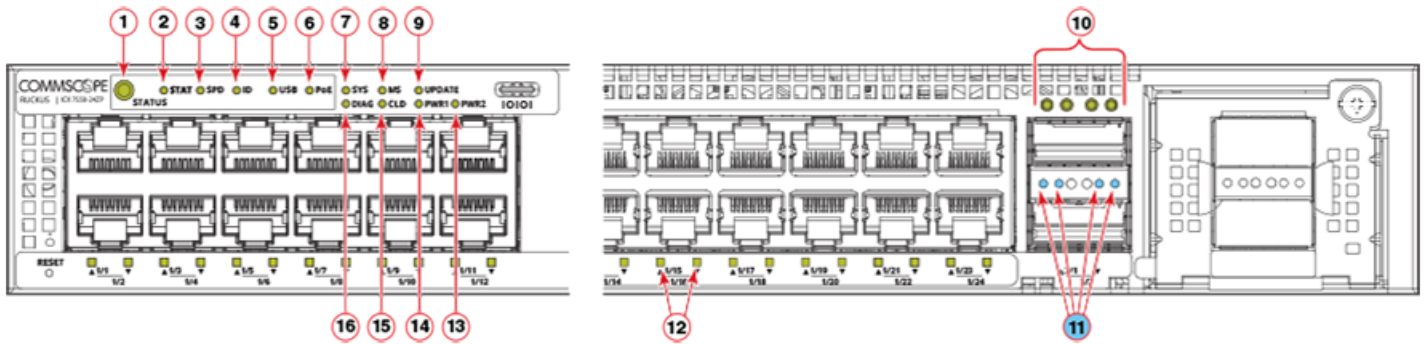 1 2 3 4 5 6 7 8 9 10
COMMSCOPE
STAT SPD ID USB PoE SYS MS UPDATE
STATUS DIAG CLD PWR1 PWR2 IOIOI
RESET
1/1 1/3 1/5 1/7 1/9 1/11 1/15 1/17 1/19 1/21 1/23
1/2 1/4 1/6 1/8 1/10 1/12 1/14 1/16 1/18 1/20 1/22 1/24
16 15 14 13 12 11